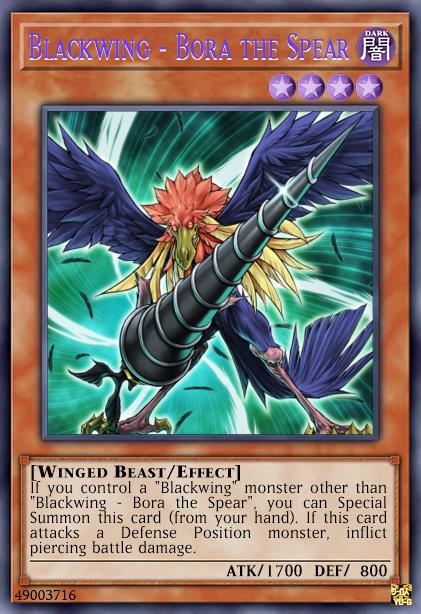 Blackwing - Bora the Spear
DARK
闇
[Winged Beast/Effect]
If you control a "Blackwing" monster other than
"Blackwing - Bora the Spear", you can Special
Summon this card (from your hand). If this card
attacks a Defense Position monster, inflict
piercing battle damage.
ATK/1700 DEF/ 800
49003716